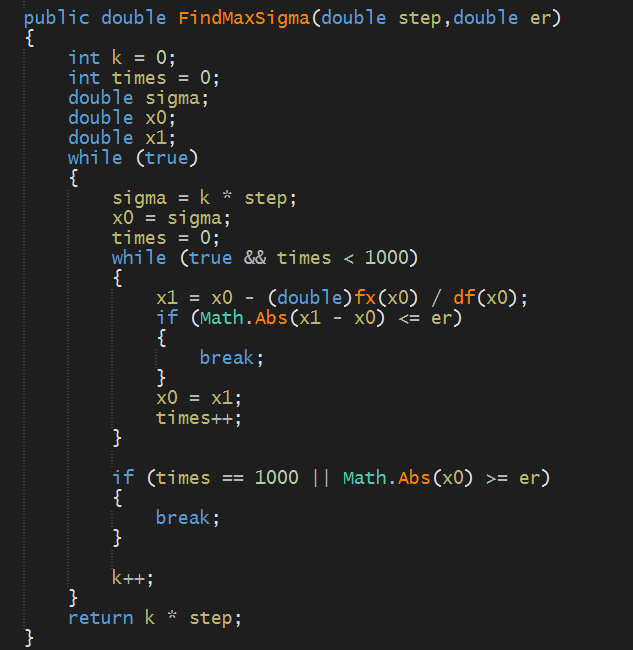 public double FindMaxSigma(double step,double er)
{
    int k = 0;
    int times = 0;
    double sigma;
    double x0;
    double x1;
    while (true)
    {
        sigma = k * step;
        x0 = sigma;
        times = 0;
        while (true && times < 1000)
        {
            x1 = x0 - (double)fx(x0) / df(x0);
            if (Math.Abs(x1 - x0) <= er)
            {
                break;
            }
            x0 = x1;
            times++;
        }
        if (times == 1000 || Math.Abs(x0) >= er)
        {
            break;
        }
        k++;
    }
    return k * step;
}